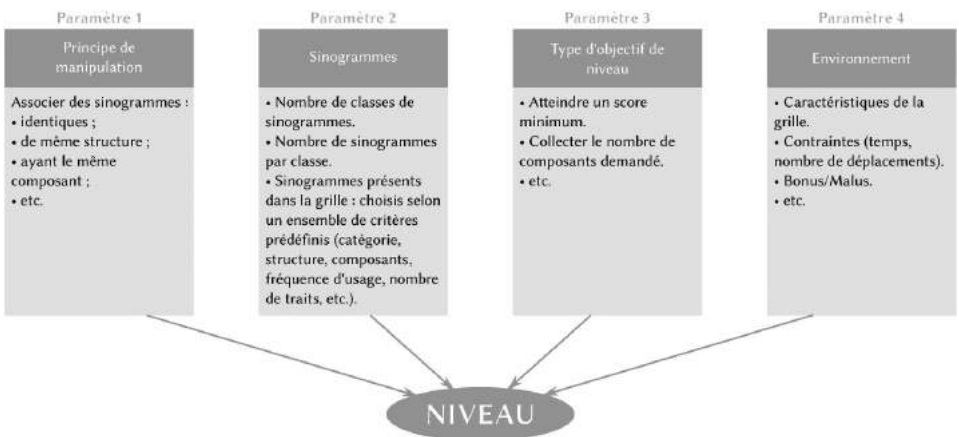 Paramètre 1
Principe de
manipulation
Associer des sinogrammes :
• identiques ;
• de même structure ;
• ayant le même
composant ;
• etc.
Paramètre 2
Sinogrammes
• Nombre de classes de
sinogrammes.
• Nombre de sinogrammes
par classe.
• Sinogrammes présents
dans la grille : choisis selon
un ensemble de critères
prédéfinis (catégorie,
structure, composants,
fréquence d'usage, nombre
de traits, etc.).
Paramètre 3
Type d'objectif de
niveau
• Atteindre un score
minimum.
• Collecter le nombre de
composants demandé.
• etc.
Paramètre 4
Environnement
• Caractéristiques de la
grille.
• Contraintes (temps,
nombre de déplacements).
• Bonus/Malus.
• etc.
NIVEAU